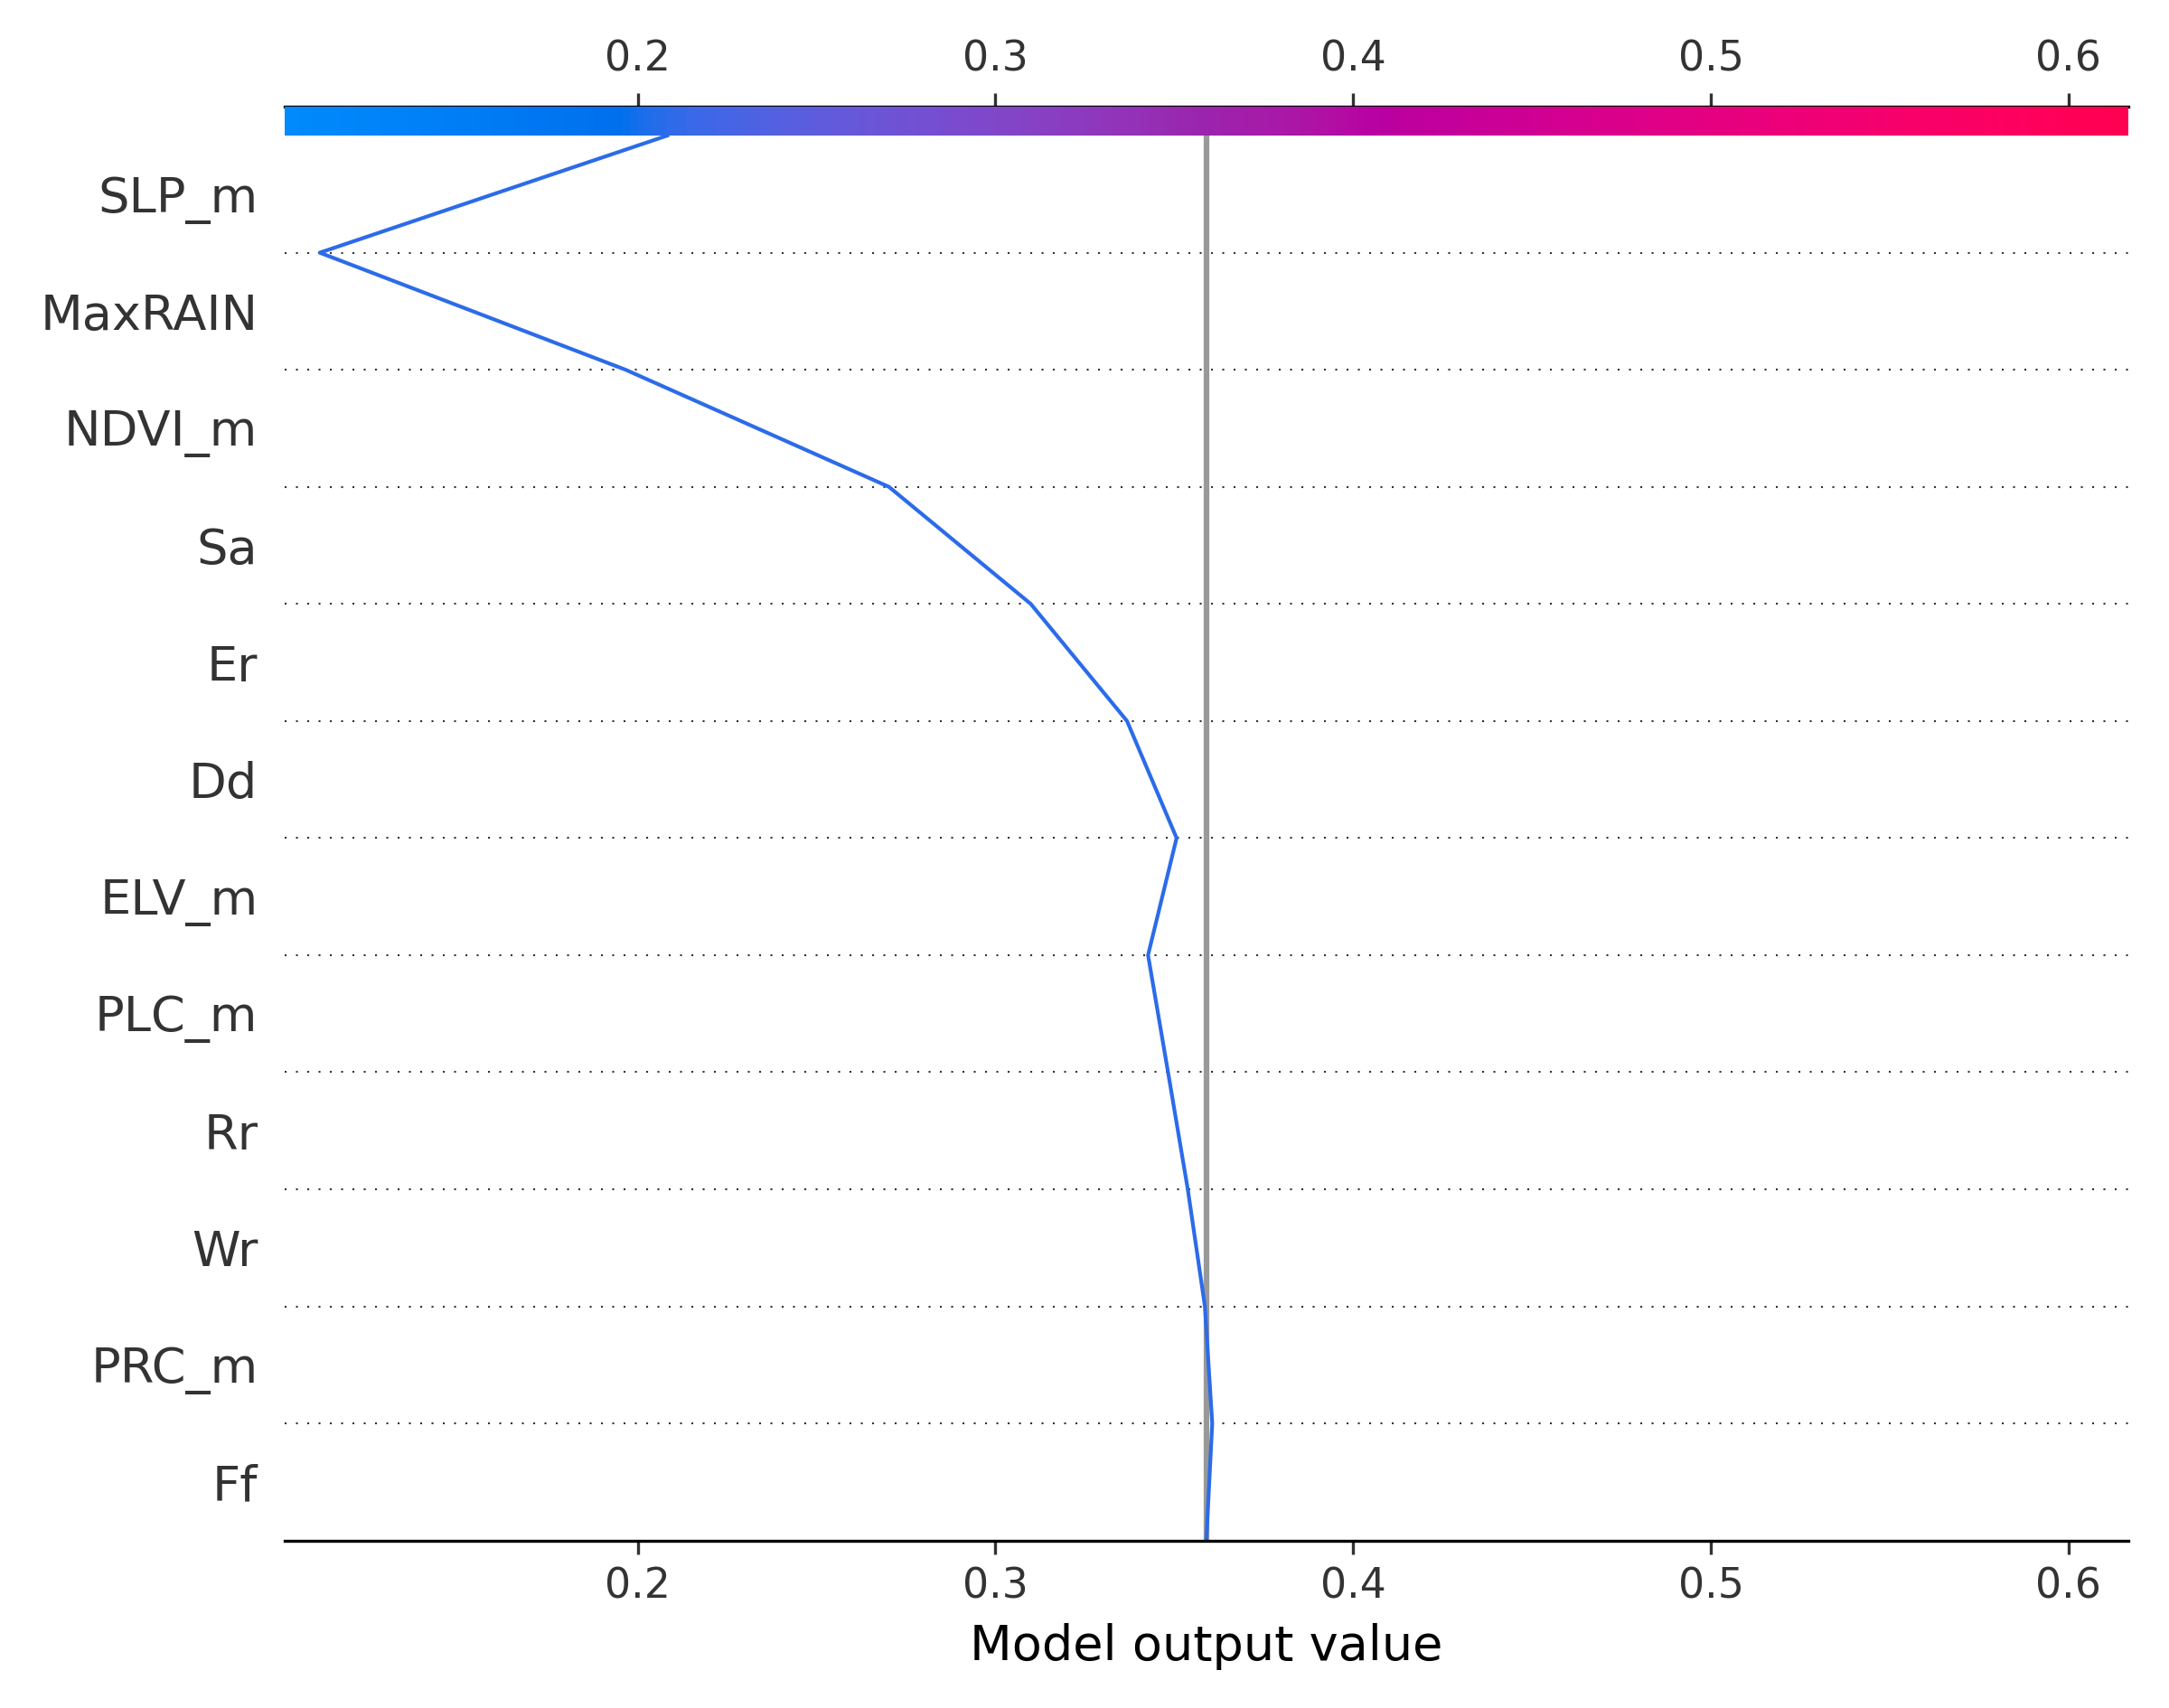 0.2 0.3 0.4 0.5 0.6
SLP_m
MaxRAIN
NDVI_m
Sa
Er
Dd
ELV_m
PLC_m
Rr
Wr
PRC_m
Ff
0.2 0.3 0.4 0.5 0.6
Model output value